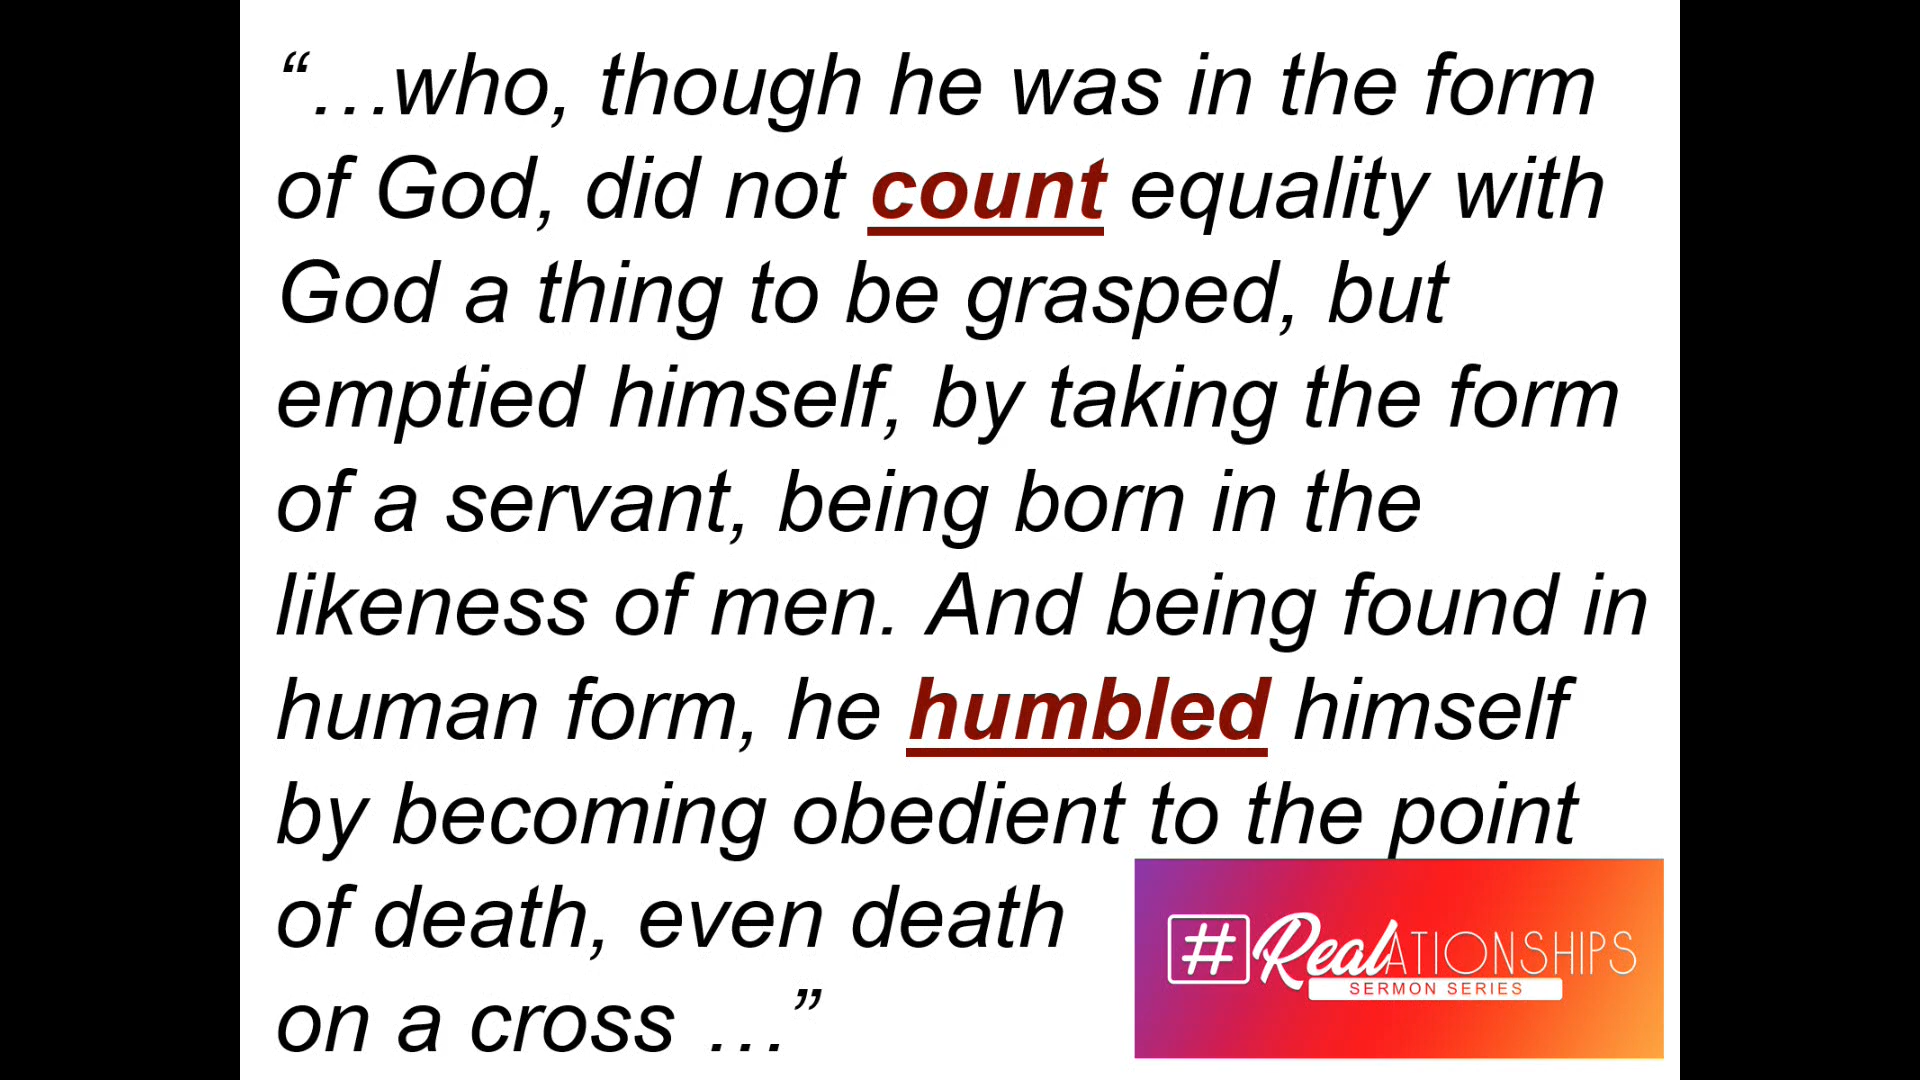 “…who, though he was in the form
of God, did not count equality with
God a thing to be grasped, but
emptied himself, by taking the form
of a servant, being born in the
likeness of men. And being found in
human form, he humbled himself
by becoming obedient to the point
of death, even death
on a cross …”
#RealATIONSHIPS
SERMON SERIES